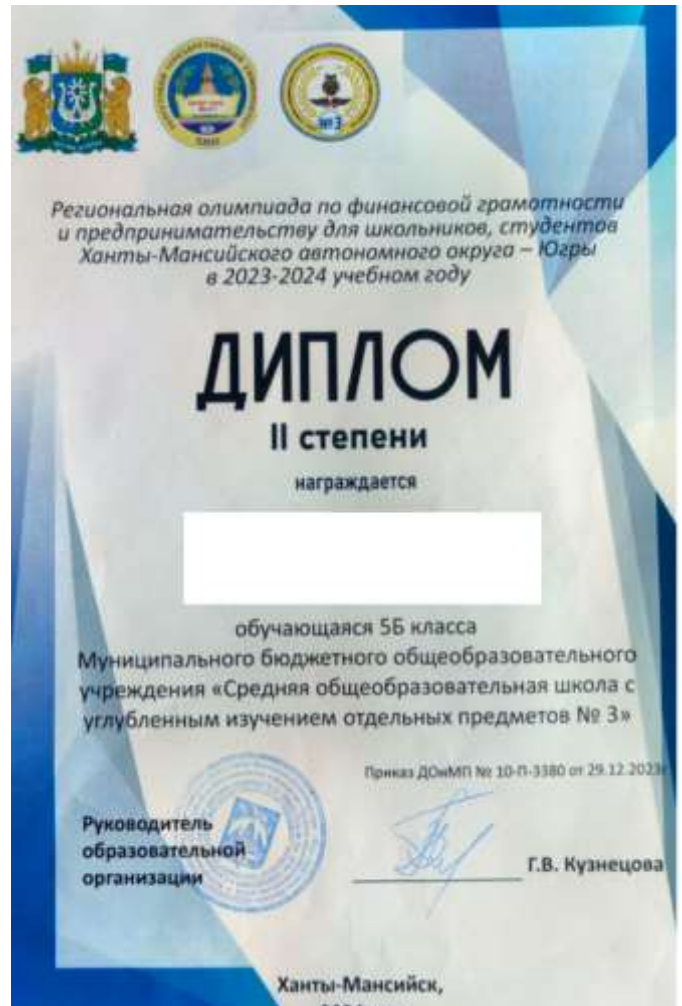 №3
Региональная олимпиада по финансовой грамотности
и предпринимательству для школьников, студентов
Ханты-Мансийского автономного округа – Югры
в 2023-2024 учебном году
ДИПЛОМ
II степени
награждается
обучающаяся 5Б класса
Муниципального бюджетного общеобразовательного
учреждения «Средняя общеобразовательная школа с
углубленным изучением отдельных предметов № 3»
Приказ ДОиМП № 10-П-3380 от 29.12.2023г
Руководитель
образовательной
организации
Г.В. Кузнецова
Ханты-Мансийск,